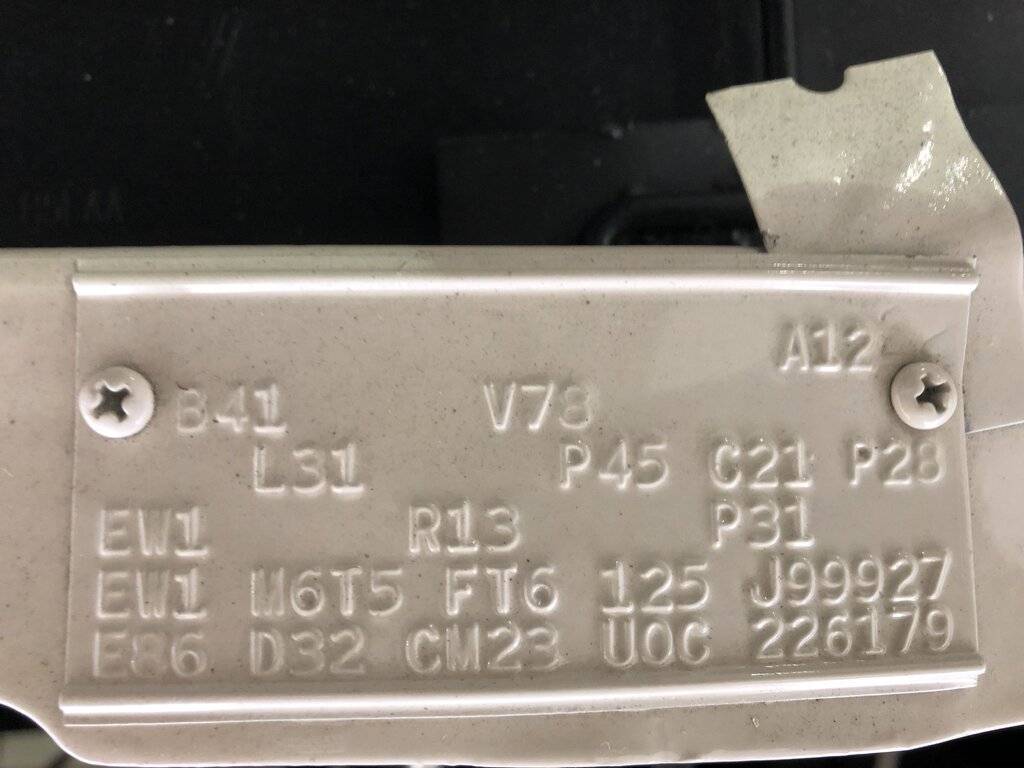 A12
B41 V78
L31 P45 C21 P28
EW1 R13 P31
EW1 M6T5 FT6 125 J99927
E86 D32 CM23 U0C 226179